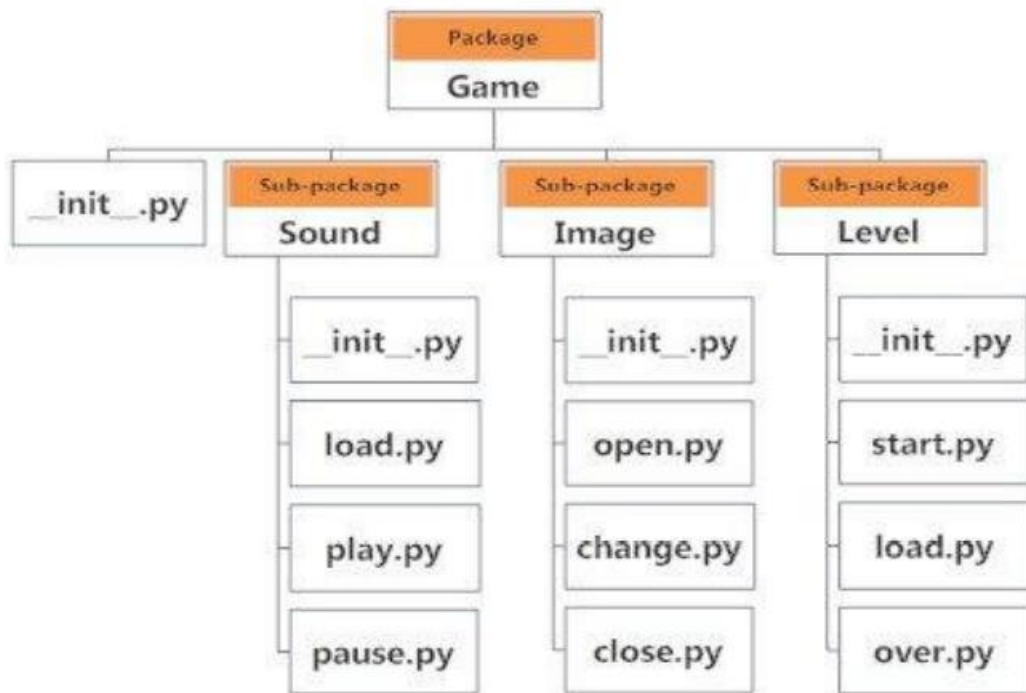 Package
Game
__init__.py
Sub-package
Sound
__init__.py
load.py
play.py
pause.py
Sub-package
Image
__init__.py
open.py
change.py
close.py
Sub-package
Level
__init__.py
start.py
load.py
over.py